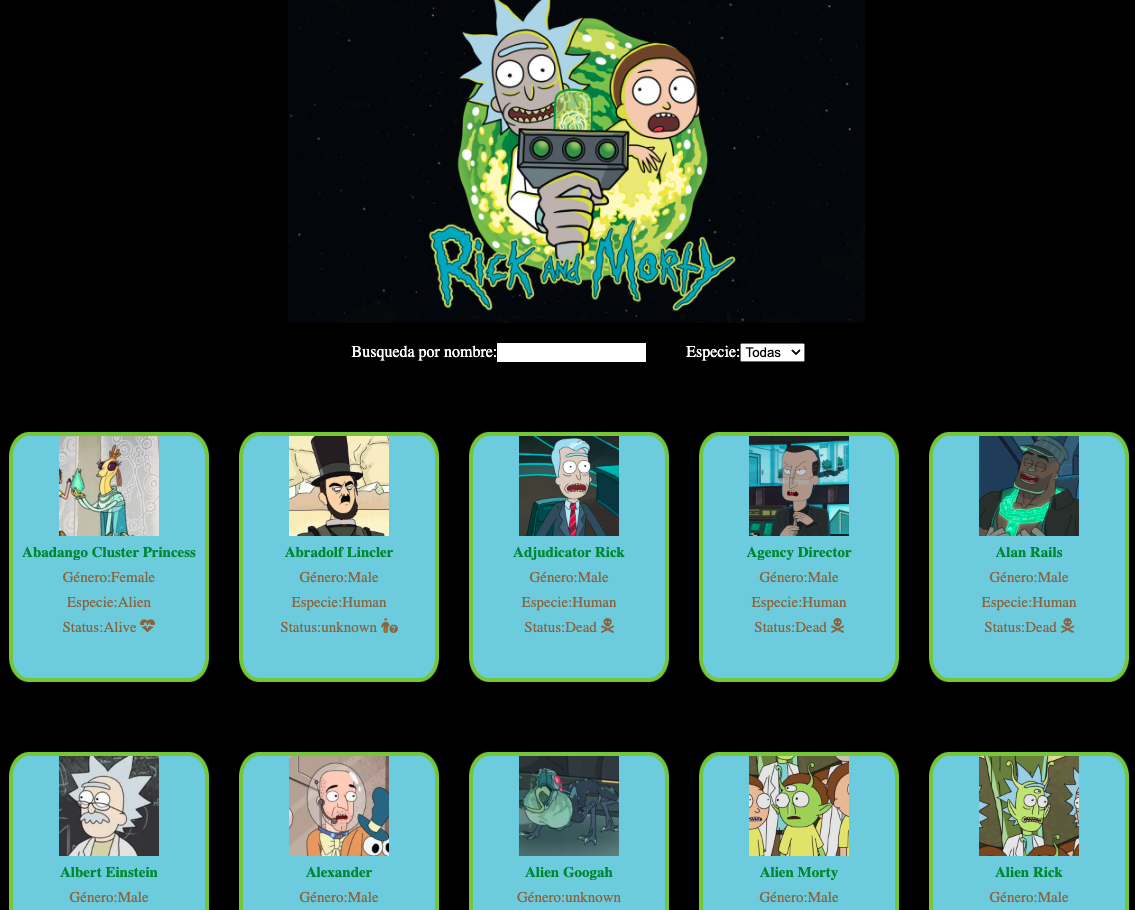 Rick and Morty
Busqueda por nombre: Especie: Todas
Abadango Cluster Princess
Género:Female
Especie:Alien
Status:Alive
Abradolf Lincler
Género:Male
Especie:Human
Status:unknown
Adjudicator Rick
Género:Male
Especie:Human
Status:Dead
Agency Director
Género:Male
Especie:Human
Status:Dead
Alan Rails
Género:Male
Especie:Human
Status:Dead
Albert Einstein
Género:Male
Alexander
Género:Male
Alien Googah
Género:unknown
Alien Morty
Género:Male
Alien Rick
Género:Male